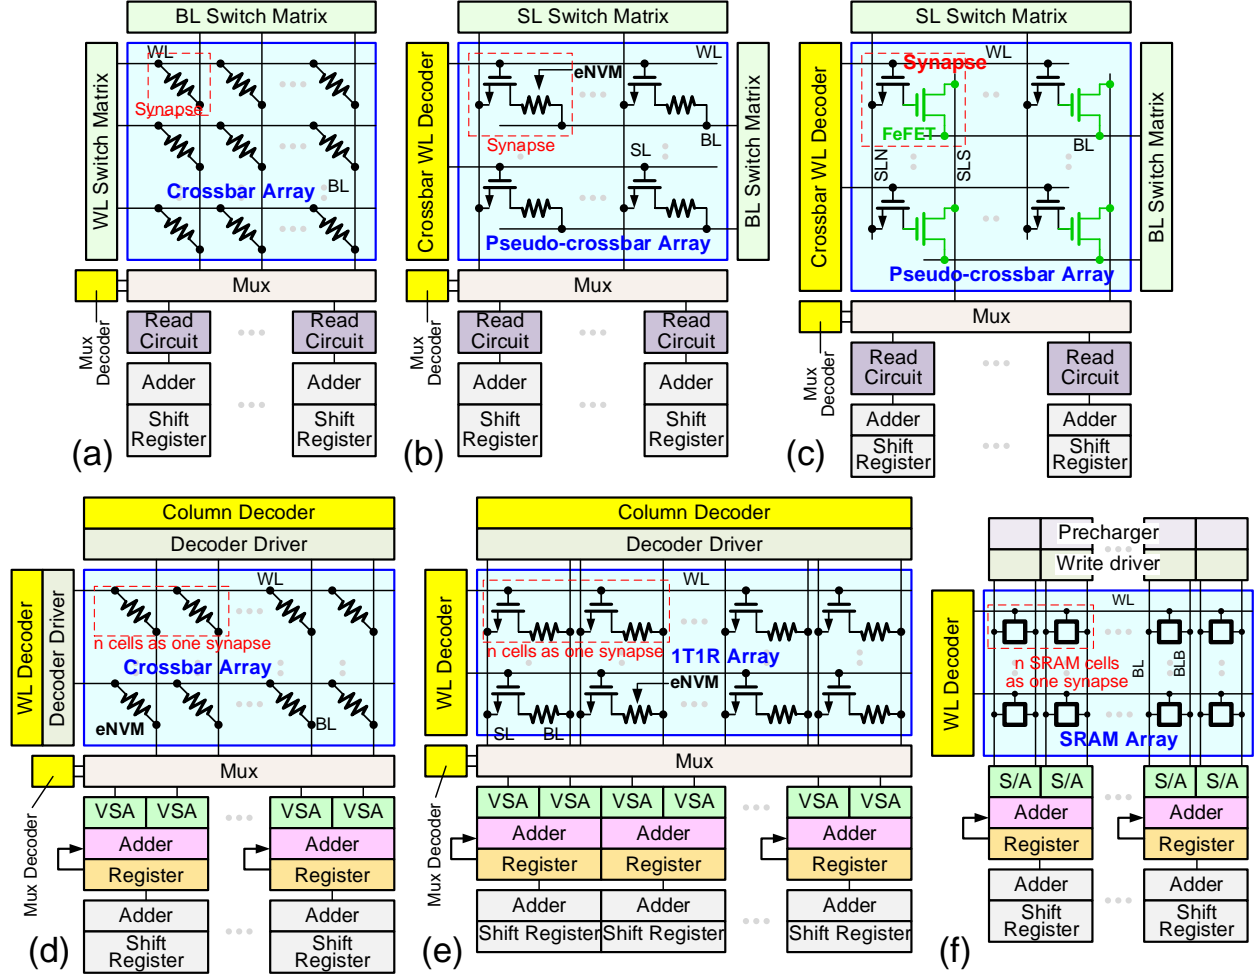 BL Switch Matrix
WL Switch Matrix
WL
Synapse
Crossbar Array
BL
Mux Decoder
Mux
Read Circuit
Read Circuit
Adder
Shift Register
Adder
Shift Register
(a)
SL Switch Matrix
Crossbar WL Decoder
WL
eNVM
Synapse
BL
SL
Pseudo-crossbar Array
BL Switch Matrix
Mux Decoder
Mux
Read Circuit
Read Circuit
Adder
Shift Register
Adder
Shift Register
(b)
SL Switch Matrix
Crossbar WL Decoder
WL
Synapse
FeFET
SLN
SLS
BL
Pseudo-crossbar Array
BL Switch Matrix
Mux Decoder
Mux
Read Circuit
Read Circuit
Adder
Shift Register
Adder
Shift Register
(c)
Column Decoder
Decoder Driver
WL Decoder
Decoder Driver
WL
n cells as one synapse
Crossbar Array
eNVM
BL
Mux Decoder
Mux
VSA
VSA
VSA
VSA
Adder
Register
Adder
Register
Adder
Shift Register
Adder
Shift Register
(d)
Column Decoder
Decoder Driver
WL Decoder
WL
n cells as one synapse
1T1R Array
eNVM
SL
BL
Mux Decoder
Mux
VSA
VSA
VSA
VSA
VSA
VSA
Adder
Adder
Adder
Register
Register
Register
Adder
Adder
Adder
Shift Register
Shift Register
Shift Register
(e)
Precharger
Write driver
WL Decoder
WL
n SRAM cells
as one synapse
BL
BLB
SRAM Array
S/A
S/A
S/A
S/A
Adder
Adder
Register
Register
Adder
Shift Register
Adder
Shift Register
(f)